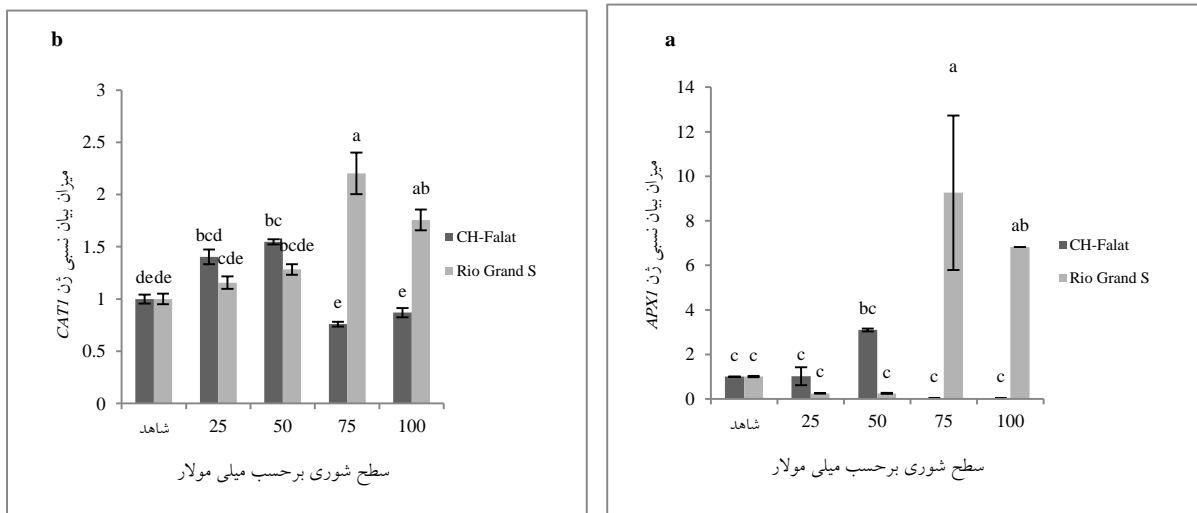 b
میزان بیان نسبی ژن CAT1
3
2.5
2
1.5
1
0.5
0
dede
bcd
cde
bc
bcde
e
a
e
ab
شاهد 25 50 75 100
سطح شوری برحسب میلی مولار
CH-Falat
Rio Grand S
a
میزان بیان نسبی ژن APX1
14
12
10
8
6
4
2
0
c
c
c
c
bc
c
c
a
c
ab
شاهد 25 50 75 100
سطح شوری برحسب میلی مولار
CH-Falat
Rio Grand S